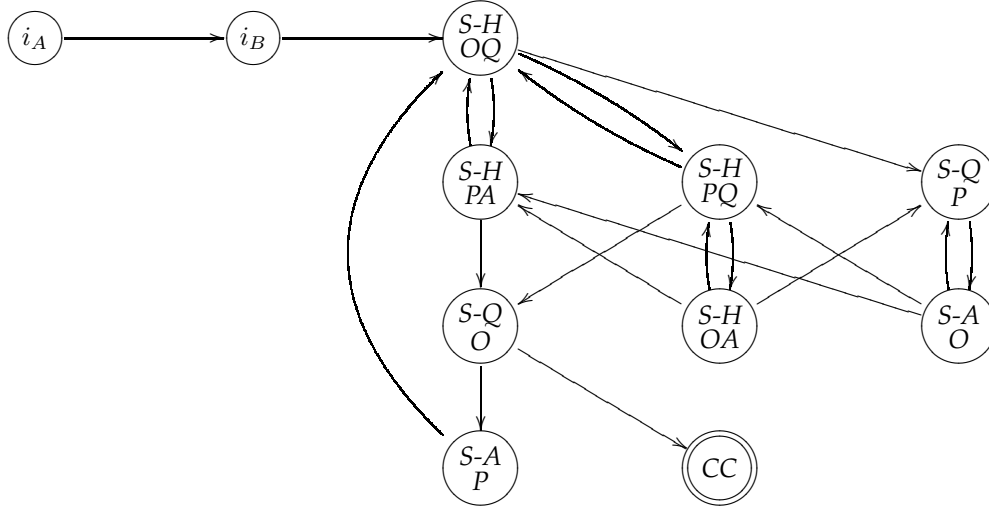 i_A
i_B
S-H
OQ
S-H
PA
S-H
PQ
S-Q
P
S-Q
O
S-H
OA
S-A
O
S-A
P
CC